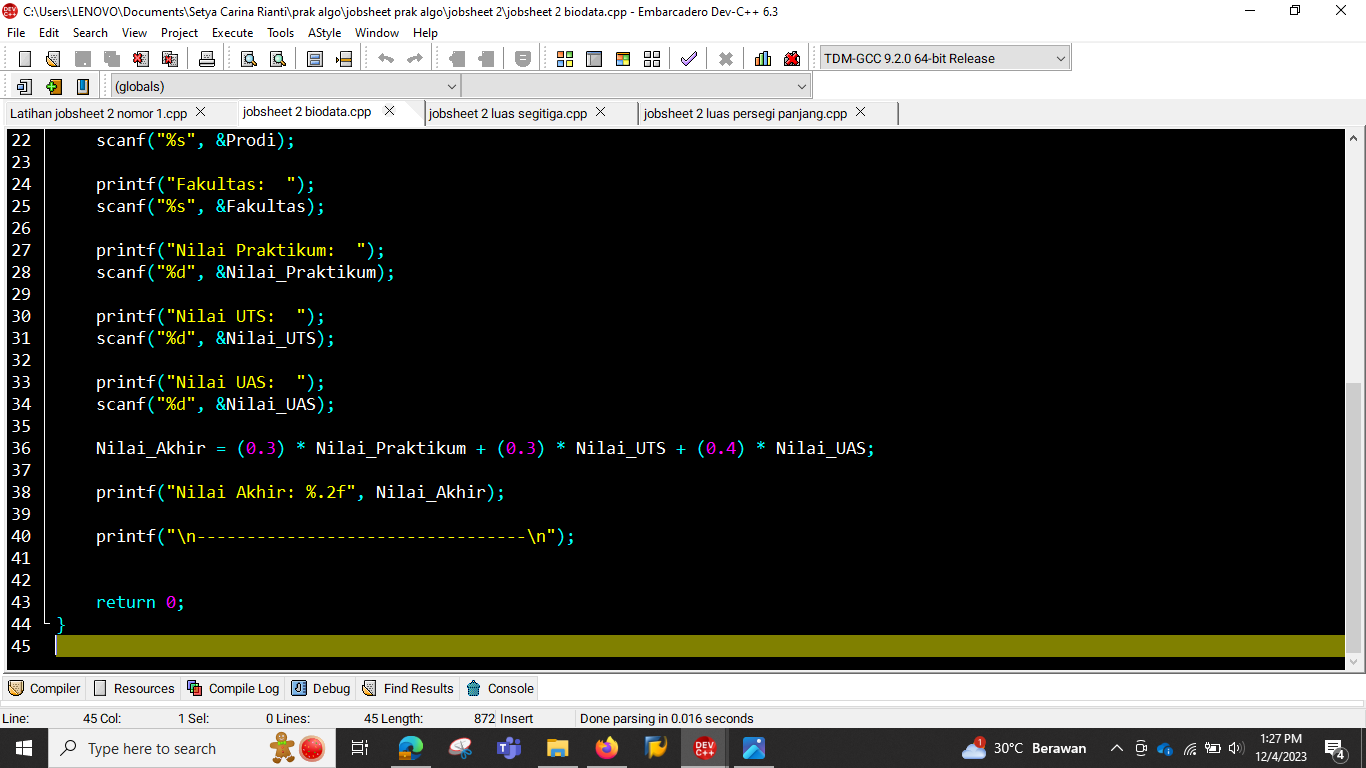 C:\Users\LENOVO\Documents\Setya Carina Rianti\prak algo\jobsheet prak algo\jobsheet 2\jobsheet 2 biodata.cpp - Embarcadero Dev-C++ 6.3
File Edit Search View Project Execute Tools AStyle Window Help
TDM-GCC 9.2.0 64-bit Release
(globals)
Latihan jobsheet 2 nomor 1.cpp jobsheet 2 biodata.cpp jobsheet 2 luas segitiga.cpp jobsheet 2 luas persegi panjang.cpp
22 scanf("%s", &Prodi);
23
24 printf("Fakultas:  ");
25 scanf("%s", &Fakultas);
26
27 printf("Nilai Praktikum:  ");
28 scanf("%d", &Nilai_Praktikum);
29
30 printf("Nilai UTS:  ");
31 scanf("%d", &Nilai_UTS);
32
33 printf("Nilai UAS:  ");
34 scanf("%d", &Nilai_UAS);
35
36 Nilai_Akhir = (0.3) * Nilai_Praktikum + (0.3) * Nilai_UTS + (0.4) * Nilai_UAS;
37
38 printf("Nilai Akhir: %.2f", Nilai_Akhir);
39
40 printf("\n---------------------------------\n");
41
42
43 return 0;
44 }
45
Compiler Resources Compile Log Debug Find Results Console
Line: 45 Col: 1 Sel: 0 Lines: 45 Length: 872 Insert Done parsing in 0.016 seconds
Type here to search DEV C++ 1 30°C Berawan 1:27 PM
12/4/2023 4